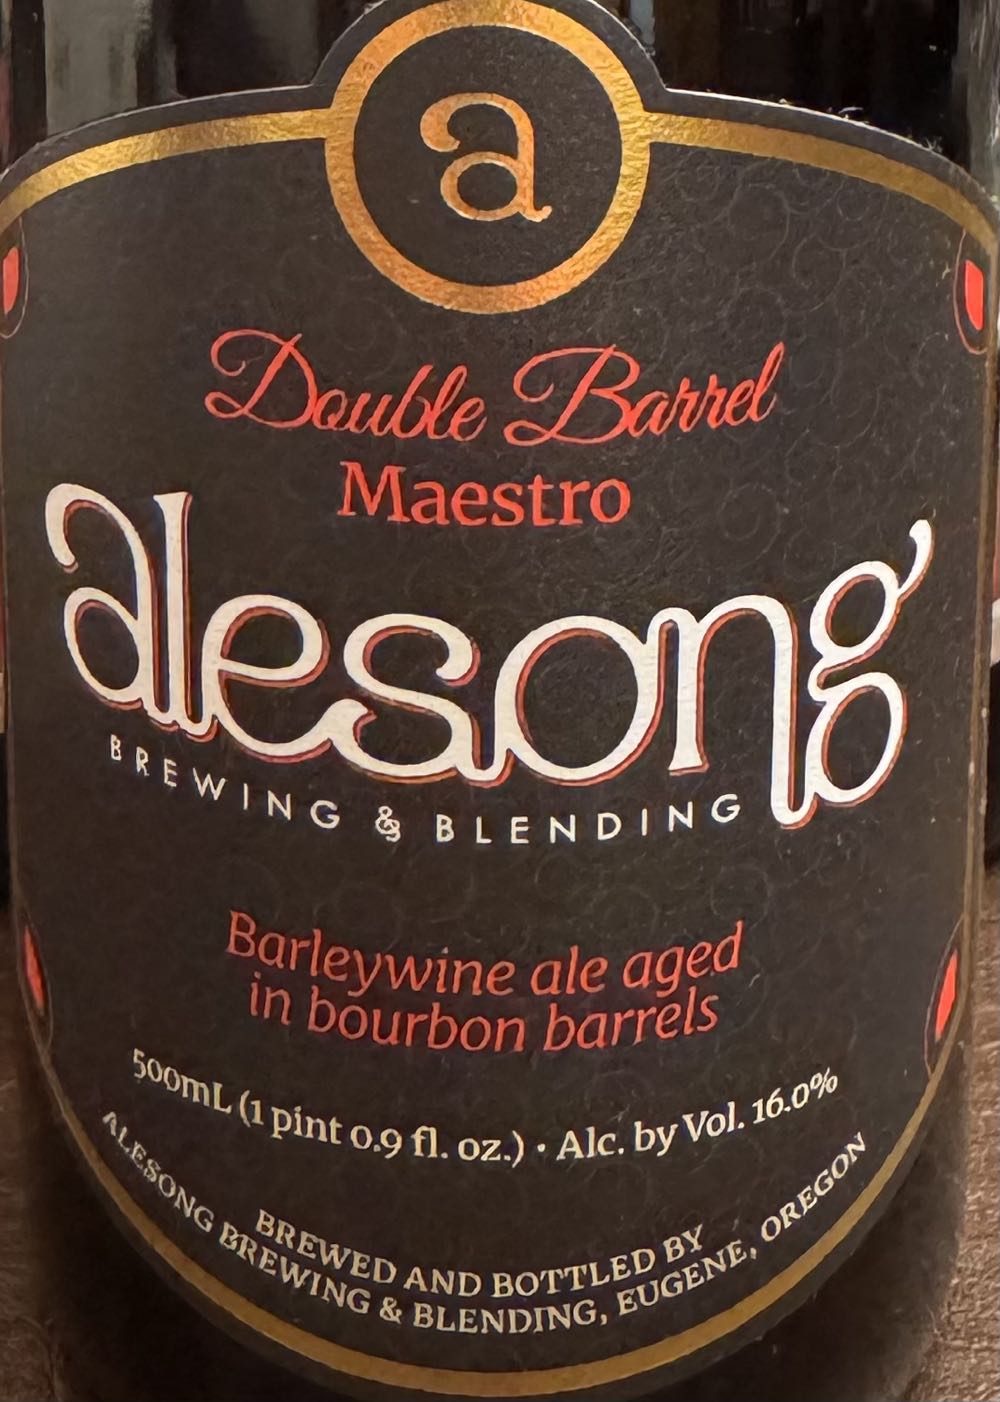 a
Double Barrel
Maestro
alesong
BREWING & BLENDING
Barleywine ale aged
in bourbon barrels
500mL (1 pint 0.9 fl. oz.) · Alc. by Vol. 16.0%
BREWED AND BOTTLED BY
ALESONG BREWING & BLENDING, EUGENE, OREGON